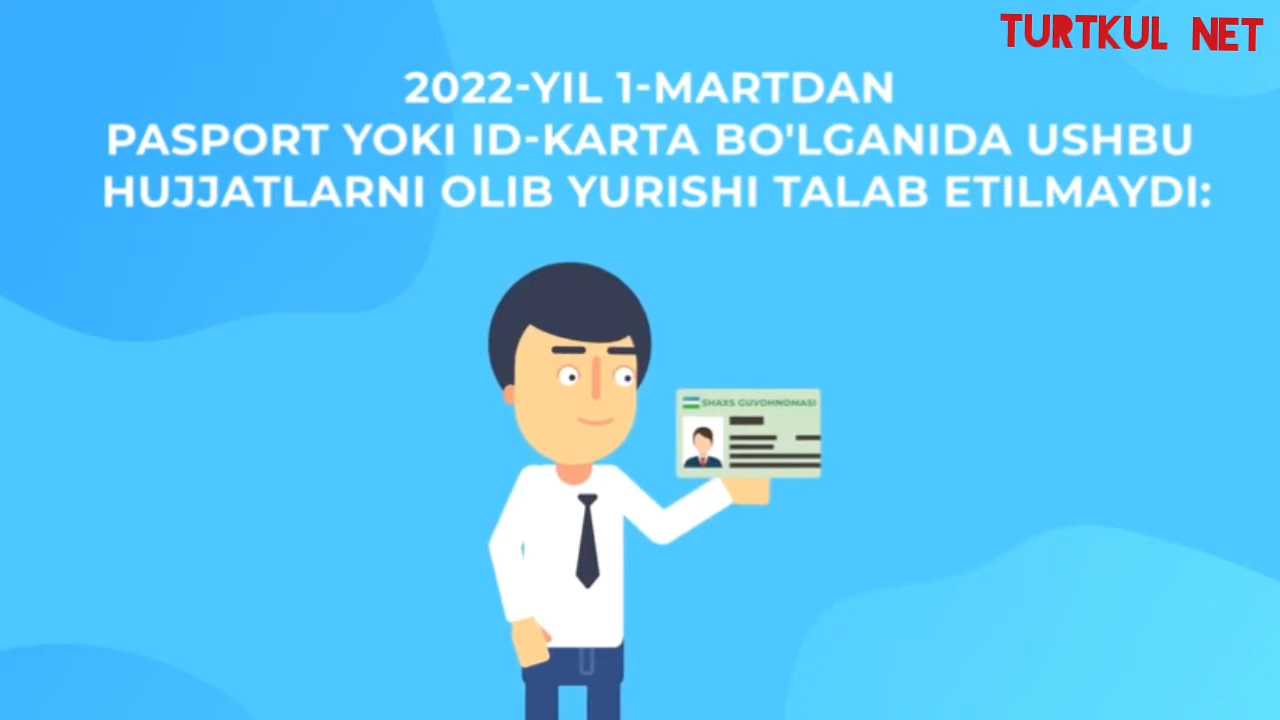 TURTKUL NET
2022-YIL 1-MARTDAN
PASPORT YOKI ID-KARTA BO'LGANIDA USHBU
HUJJATLARNI OLIB YURISHI TALAB ETILMAYDI:
SHAXS GUVOHNOMASI